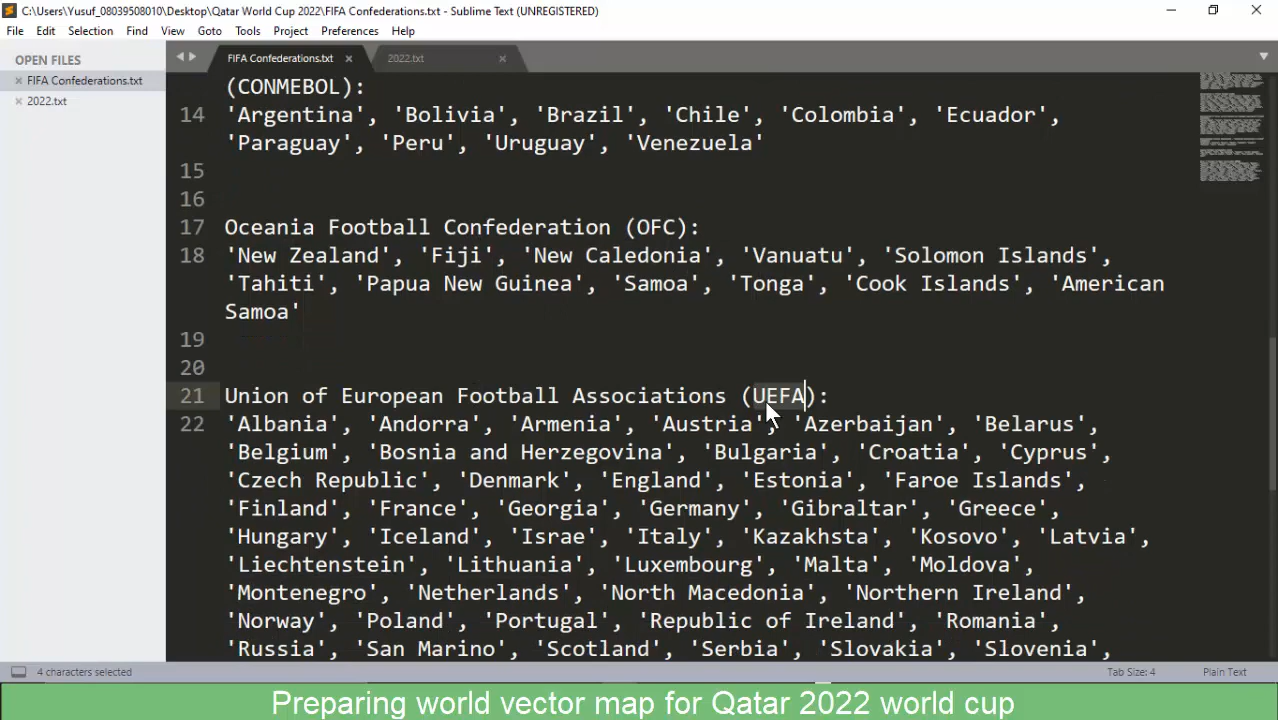 C:\Users\Yusuf_08039508010\Desktop\Qatar World Cup 2022\FIFA Confederations.txt - Sublime Text (UNREGISTERED)
File Edit Selection Find View Goto Tools Project Preferences Help
OPEN FILES
FIFA Confederations.txt
2022.txt
FIFA Confederations.txt 2022.txt
(CONMEBOL):
14 'Argentina', 'Bolivia', 'Brazil', 'Chile', 'Colombia', 'Ecuador',
'Paraguay', 'Peru', 'Uruguay', 'Venezuela'
15
16
17 Oceania Football Confederation (OFC):
18 'New Zealand', 'Fiji', 'New Caledonia', 'Vanuatu', 'Solomon Islands',
'Tahiti', 'Papua New Guinea', 'Samoa', 'Tonga', 'Cook Islands', 'American
Samoa'
19
20
21 Union of European Football Associations (UEFA):
22 'Albania', 'Andorra', 'Armenia', 'Austria', 'Azerbaijan', 'Belarus',
'Belgium', 'Bosnia and Herzegovina', 'Bulgaria', 'Croatia', 'Cyprus',
'Czech Republic', 'Denmark', 'England', 'Estonia', 'Faroe Islands',
'Finland', 'France', 'Georgia', 'Germany', 'Gibraltar', 'Greece',
'Hungary', 'Iceland', 'Israe', 'Italy', 'Kazakhsta', 'Kosovo', 'Latvia',
'Liechtenstein', 'Lithuania', 'Luxembourg', 'Malta', 'Moldova',
'Montenegro', 'Netherlands', 'North Macedonia', 'Northern Ireland',
'Norway', 'Poland', 'Portugal', 'Republic of Ireland', 'Romania',
'Russia', 'San Marino', 'Scotland', 'Serbia', 'Slovakia', 'Slovenia',
4 characters selected
Tab Size: 4
Plain Text
Preparing world vector map for Qatar 2022 world cup